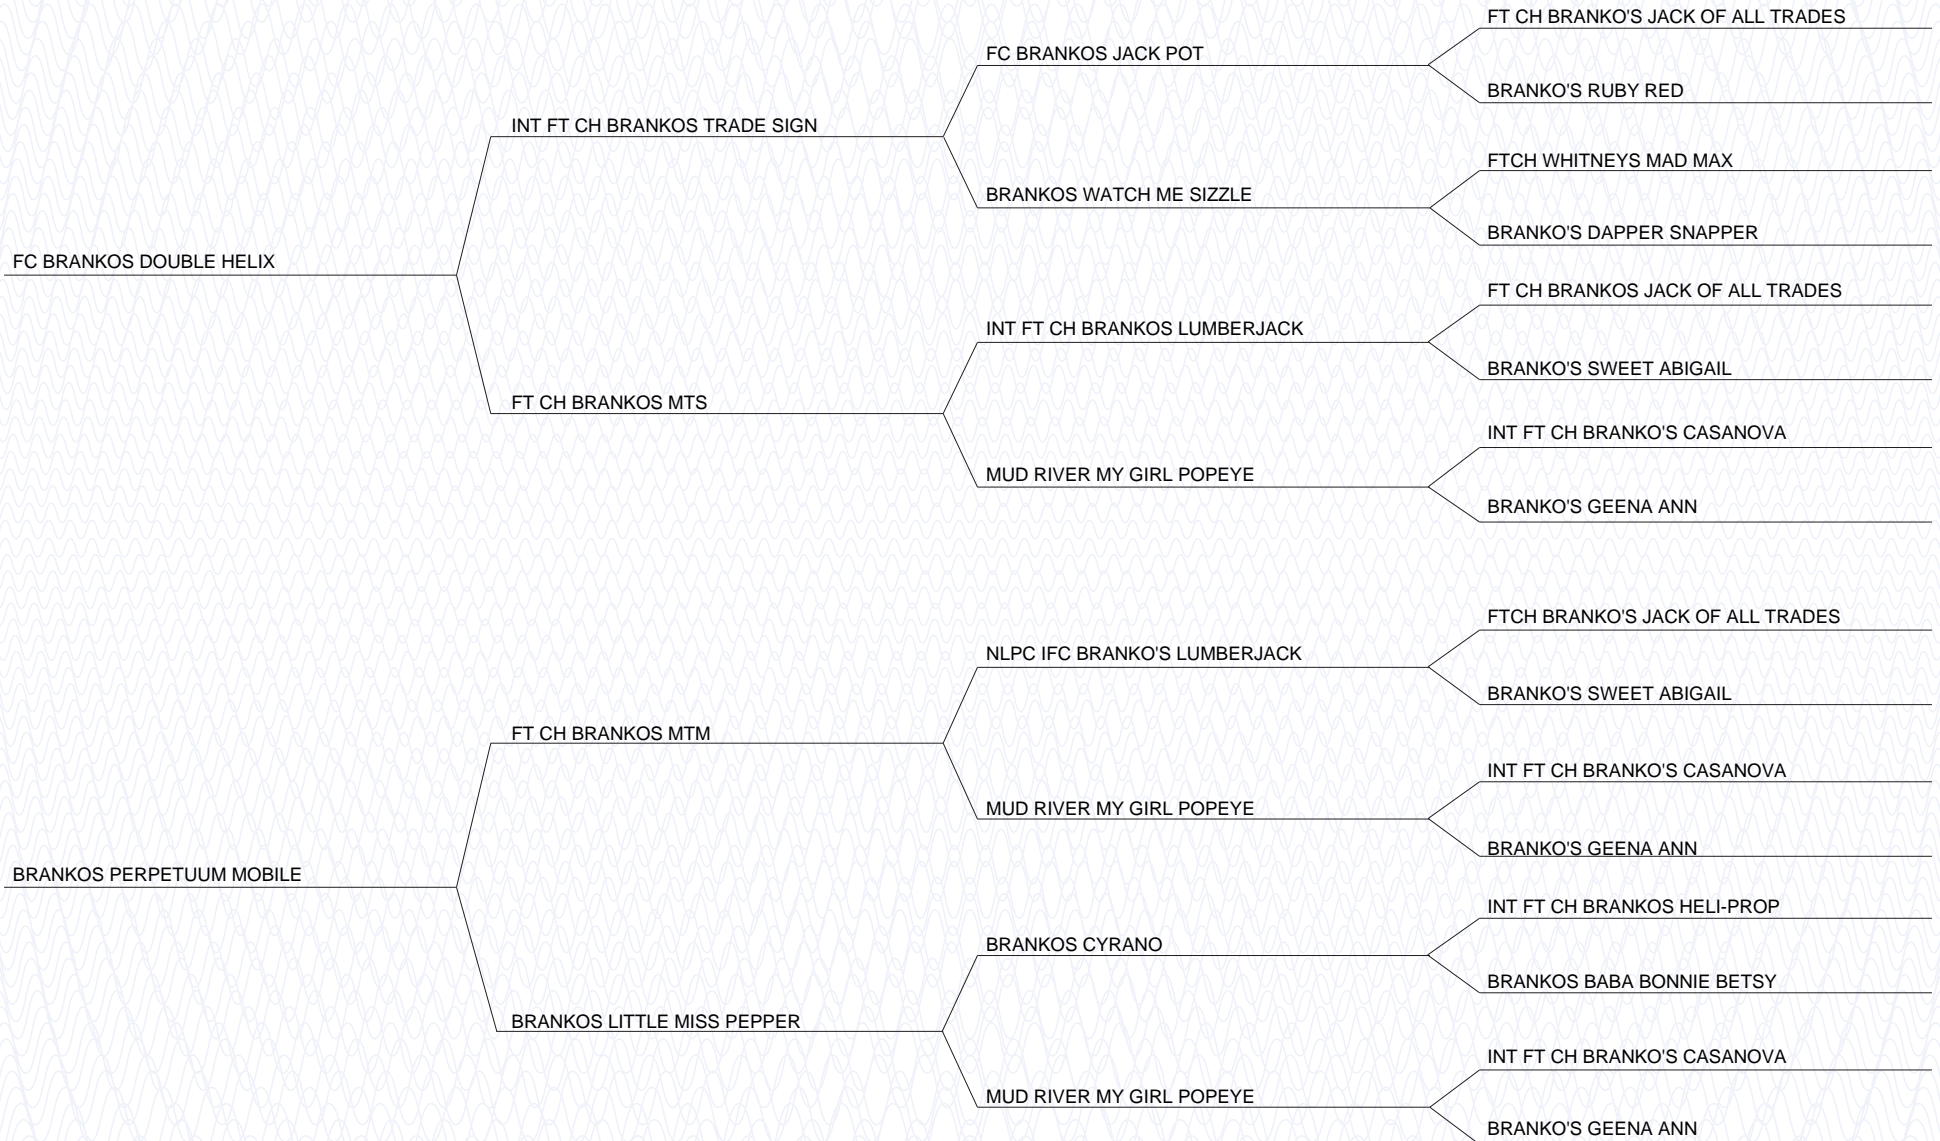 FT CH BRANKO'S JACK OF ALL TRADES
FC BRANKOS JACK POT
BRANKO'S RUBY RED
INT FT CH BRANKOS TRADE SIGN
FTCH WHITNEYS MAD MAX
BRANKOS WATCH ME SIZZLE
BRANKO'S DAPPER SNAPPER
FC BRANKOS DOUBLE HELIX
FT CH BRANKOS JACK OF ALL TRADES
INT FT CH BRANKOS LUMBERJACK
BRANKO'S SWEET ABIGAIL
FT CH BRANKOS MTS
INT FT CH BRANKO'S CASANOVA
MUD RIVER MY GIRL POPEYE
BRANKO'S GEENA ANN
FTCH BRANKO'S JACK OF ALL TRADES
NLPC IFC BRANKO'S LUMBERJACK
BRANKO'S SWEET ABIGAIL
FT CH BRANKOS MTM
INT FT CH BRANKO'S CASANOVA
MUD RIVER MY GIRL POPEYE
BRANKO'S GEENA ANN
BRANKOS PERPETUUM MOBILE
INT FT CH BRANKOS HELI-PROP
BRANKOS CYRANO
BRANKOS BABA BONNIE BETSY
BRANKOS LITTLE MISS PEPPER
INT FT CH BRANKO'S CASANOVA
MUD RIVER MY GIRL POPEYE
BRANKO'S GEENA ANN